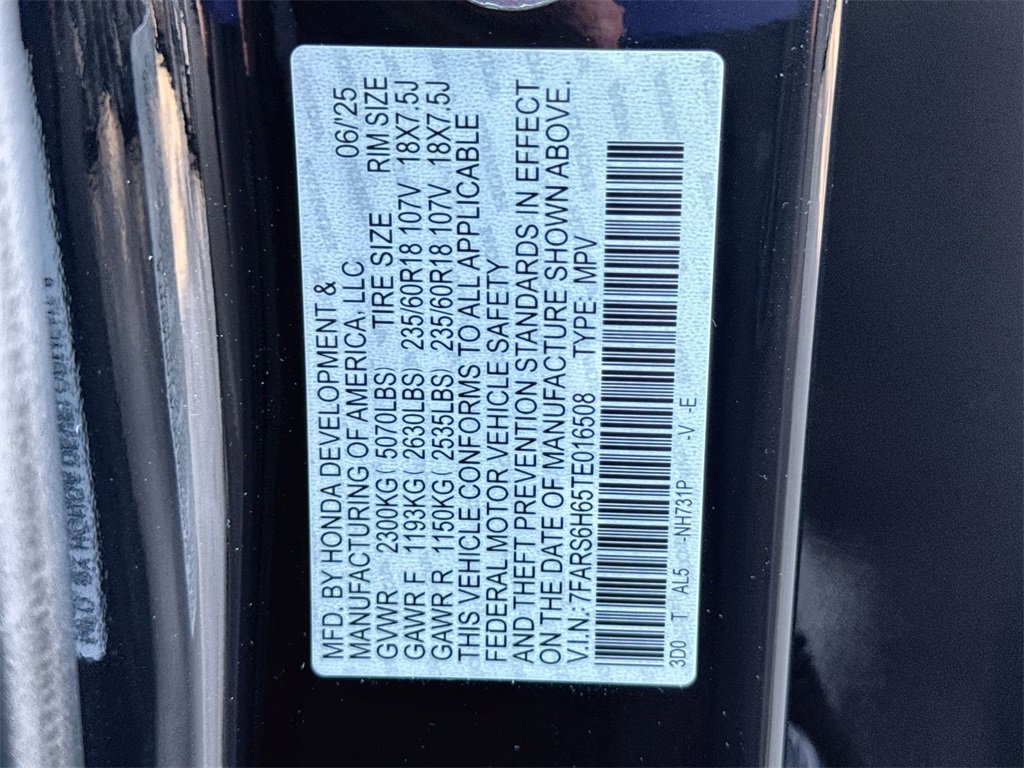 MFD. BY HONDA DEVELOPMENT &
MANUFACTURING OF AMERICA, LLC 06/'25
GVWR 2300KG( 5070LBS) TIRE SIZE RIM SIZE
GAWR F 1193KG( 2630LBS) 235/60R18 107V 18X7.5J
GAWR R 1150KG( 2535LBS) 235/60R18 107V 18X7.5J
THIS VEHICLE CONFORMS TO ALL APPLICABLE
FEDERAL MOTOR VEHICLE SAFETY
AND THEFT PREVENTION STANDARDS IN EFFECT
ON THE DATE OF MANUFACTURE SHOWN ABOVE.
V.I.N.: 7FARS6H65TE016508 TYPE: MPV
3D0 T AL5 -NH731P -V -E